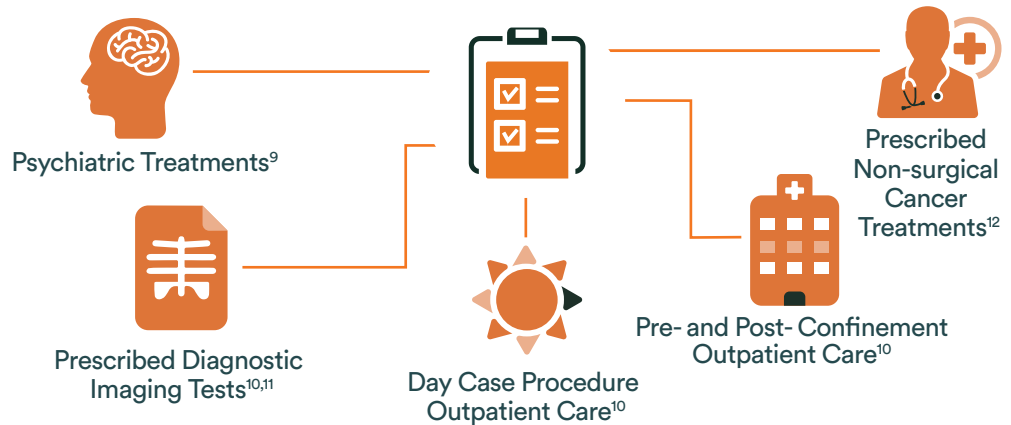 Psychiatric Treatments⁹
Prescribed
Non-surgical
Cancer
Treatments¹²
Prescribed Diagnostic
Imaging Tests¹⁰,¹¹
Day Case Procedure
Outpatient Care¹⁰
Pre- and Post- Confinement
Outpatient Care¹⁰